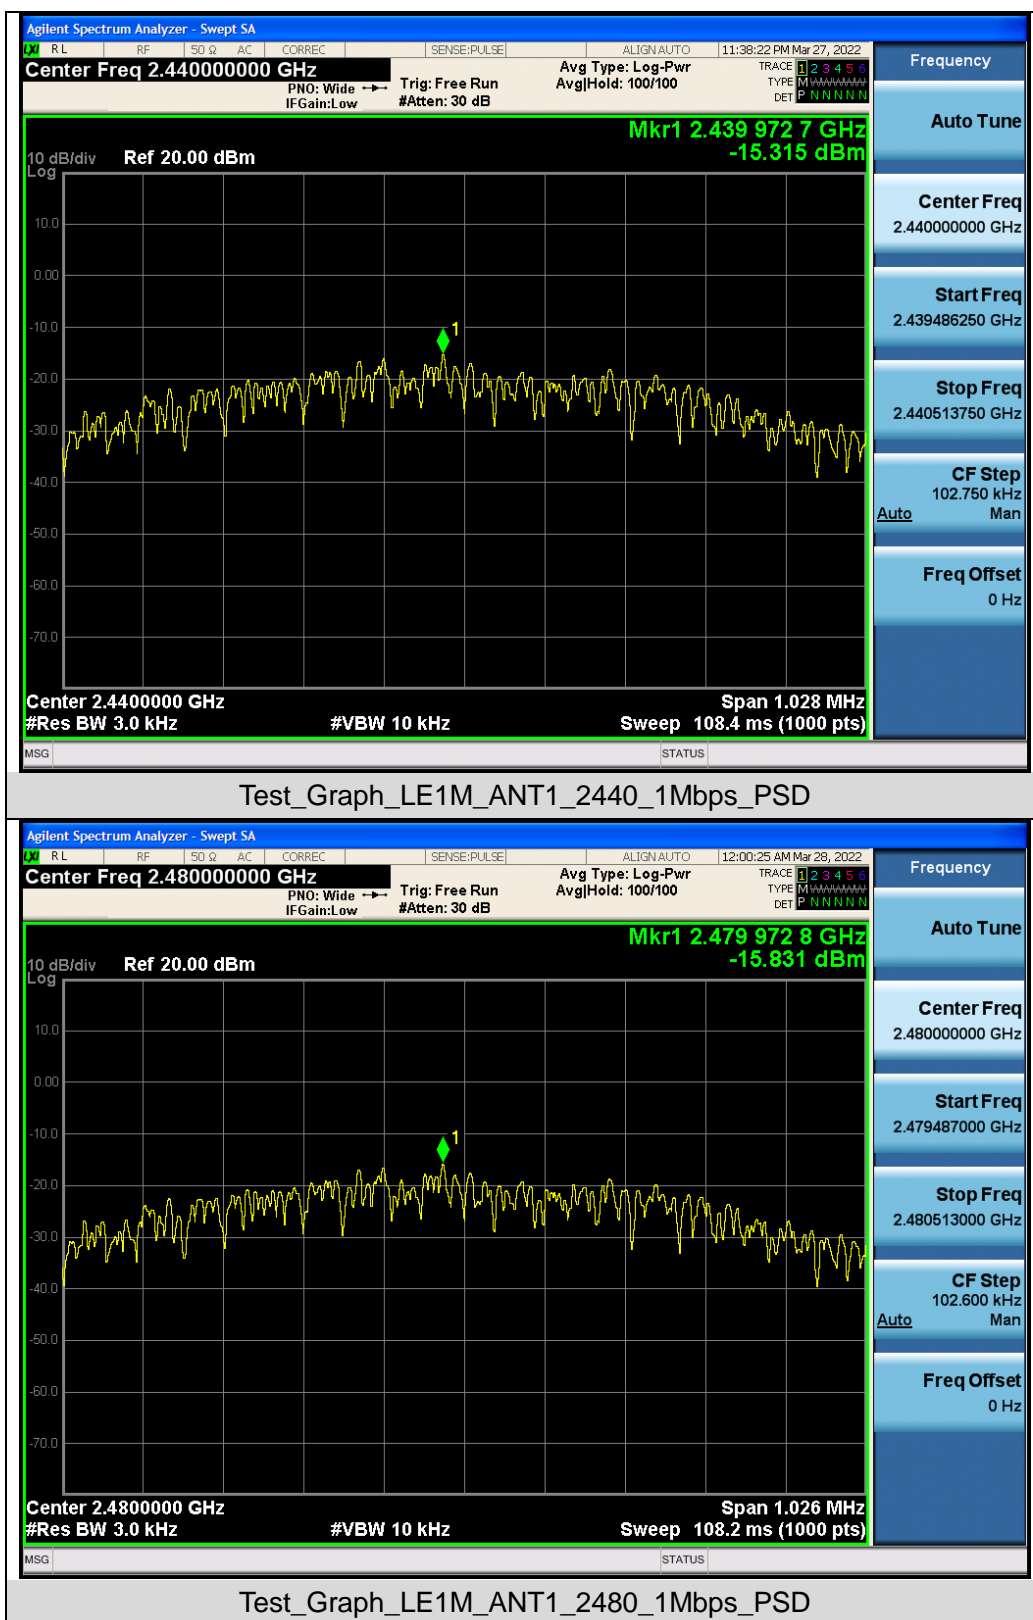 Agilent Spectrum Analyzer - Swept SA
LXI RL RF 50 Ω AC CORREC SENSE:PULSE ALIGN AUTO 11:38:22 PM Mar 27, 2022
Center Freq 2.440000000 GHz
PNO: Wide
IFGain:Low
Trig: Free Run
#Atten: 30 dB
Avg Type: Log-Pwr
Avg|Hold: 100/100
TRACE 1 2 3 4 5 6
TYPE M WWWWW
DET P N N N N N
Mkr1 2.439 972 7 GHz
-15.315 dBm
10 dB/div Ref 20.00 dBm
Log
10.0
0.00
-10.0
1
-20.0
-30.0
-40.0
-50.0
-60.0
-70.0
Center 2.4400000 GHz Span 1.028 MHz
#Res BW 3.0 kHz #VBW 10 kHz Sweep 108.4 ms (1000 pts)
MSG STATUS
Frequency
Auto Tune
Center Freq
2.440000000 GHz
Start Freq
2.439486250 GHz
Stop Freq
2.440513750 GHz
CF Step
102.750 kHz
Auto Man
Freq Offset
0 Hz
Test_Graph_LE1M_ANT1_2440_1Mbps_PSD
Agilent Spectrum Analyzer - Swept SA
LXI RL RF 50 Ω AC CORREC SENSE:PULSE ALIGN AUTO 12:00:25 AM Mar 28, 2022
Center Freq 2.480000000 GHz
PNO: Wide
IFGain:Low
Trig: Free Run
#Atten: 30 dB
Avg Type: Log-Pwr
Avg|Hold: 100/100
TRACE 1 2 3 4 5 6
TYPE M WWWWW
DET P N N N N N
Mkr1 2.479 972 8 GHz
-15.831 dBm
10 dB/div Ref 20.00 dBm
Log
10.0
0.00
-10.0
1
-20.0
-30.0
-40.0
-50.0
-60.0
-70.0
Center 2.4800000 GHz Span 1.026 MHz
#Res BW 3.0 kHz #VBW 10 kHz Sweep 108.2 ms (1000 pts)
MSG STATUS
Frequency
Auto Tune
Center Freq
2.480000000 GHz
Start Freq
2.479487000 GHz
Stop Freq
2.480513000 GHz
CF Step
102.600 kHz
Auto Man
Freq Offset
0 Hz
Test_Graph_LE1M_ANT1_2480_1Mbps_PSD